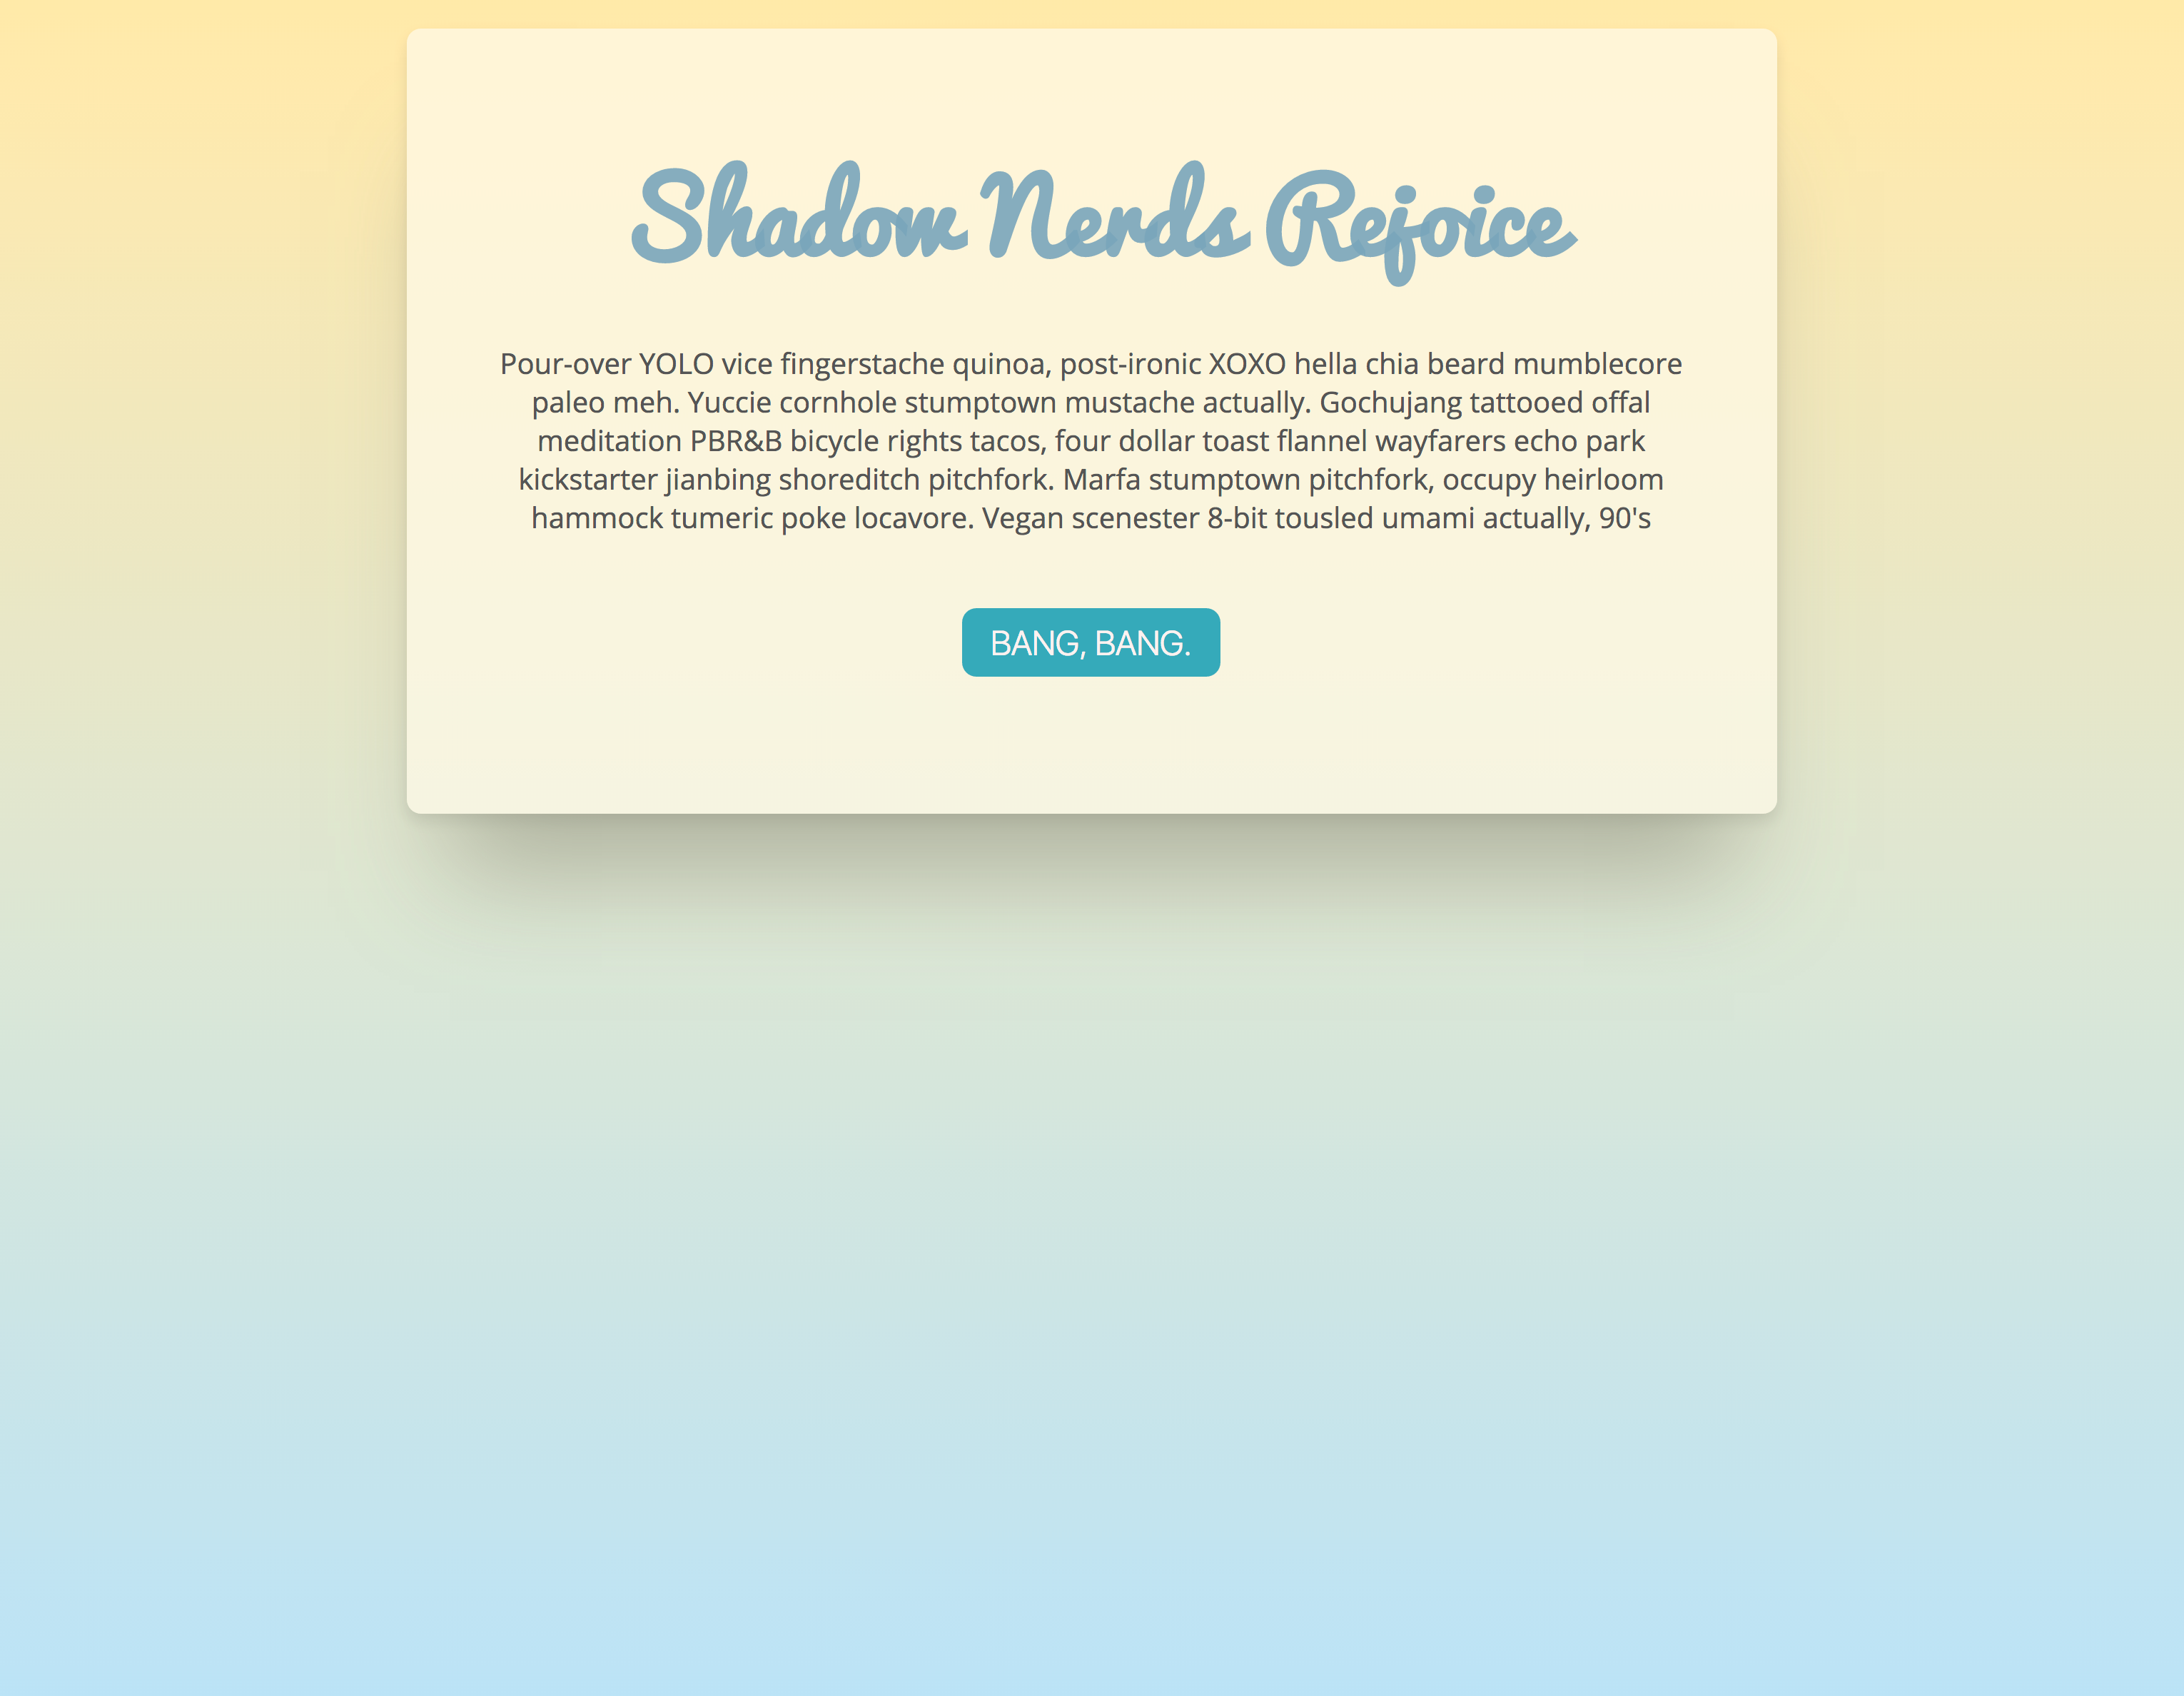 Shadow Nerds Rejoice
Pour-over YOLO vice fingerstache quinoa, post-ironic XOXO hella chia beard mumblecore
paleo meh. Yuccie cornhole stumptown mustache actually. Gochujang tattooed offal
meditation PBR&B bicycle rights tacos, four dollar toast flannel wayfarers echo park
kickstarter jianbing shoreditch pitchfork. Marfa stumptown pitchfork, occupy heirloom
hammock tumeric poke locavore. Vegan scenester 8-bit tousled umami actually, 90's
BANG, BANG.